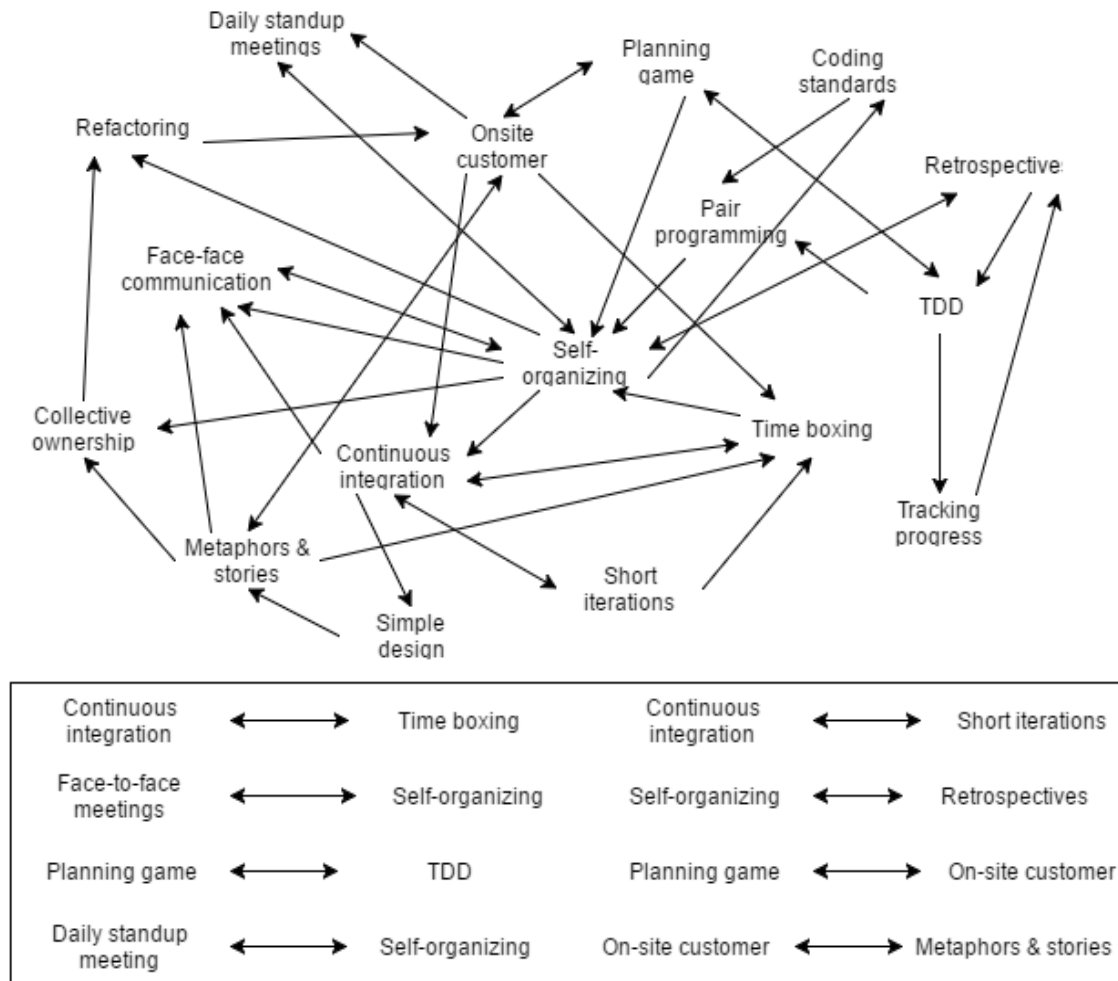 Daily standup
meetings
Planning
game
Coding
standards
Refactoring
Onsite
customer
Retrospectives
Pair
programming
Face-face
communication
TDD
Self-
organizing
Collective
ownership
Time boxing
Continuous
integration
Tracking
progress
Metaphors &
stories
Short
iterations
Simple
design
Continuous
integration
Time boxing
Continuous
integration
Short iterations
Face-to-face
meetings
Self-organizing
Self-organizing
Retrospectives
Planning game
TDD
Planning game
On-site customer
Daily standup
meeting
Self-organizing
On-site customer
Metaphors & stories